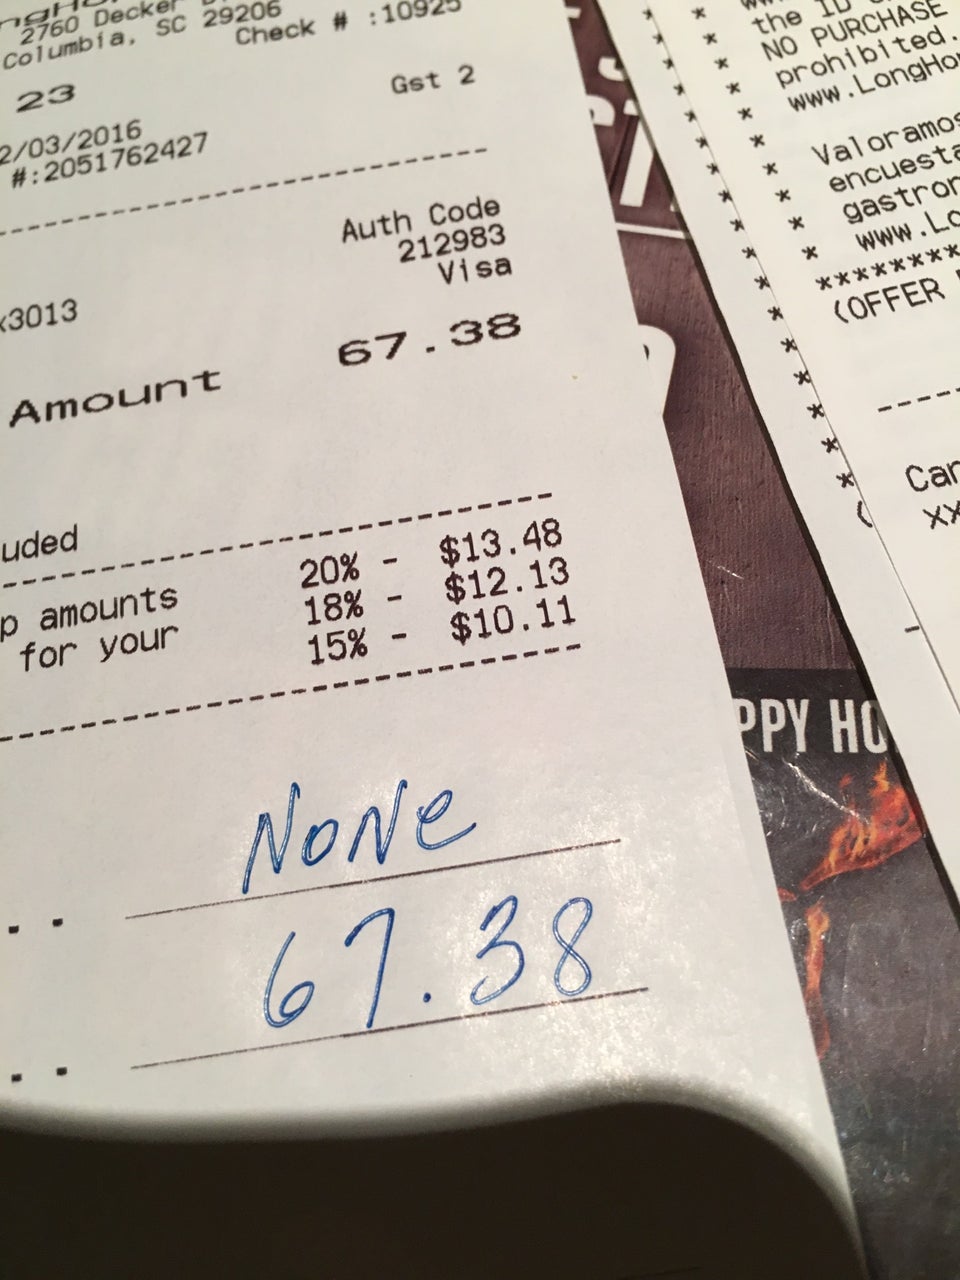 2760 Decker
Columbia, SC 29206
Check # :10925
23
Gst 2
2/03/2016
#:2051762427
Auth Code
212983
Visa
x3013
Amount 67.38
uded
p amounts 20% - $13.48
for your 18% - $12.13
15% - $10.11
None
67.38
the ID
NO PURCHASE
prohibited.
www.LongHo
Valoramos
encuesta
gastron
www.Lo
*********
(OFFER
Car
xx
PPY HO